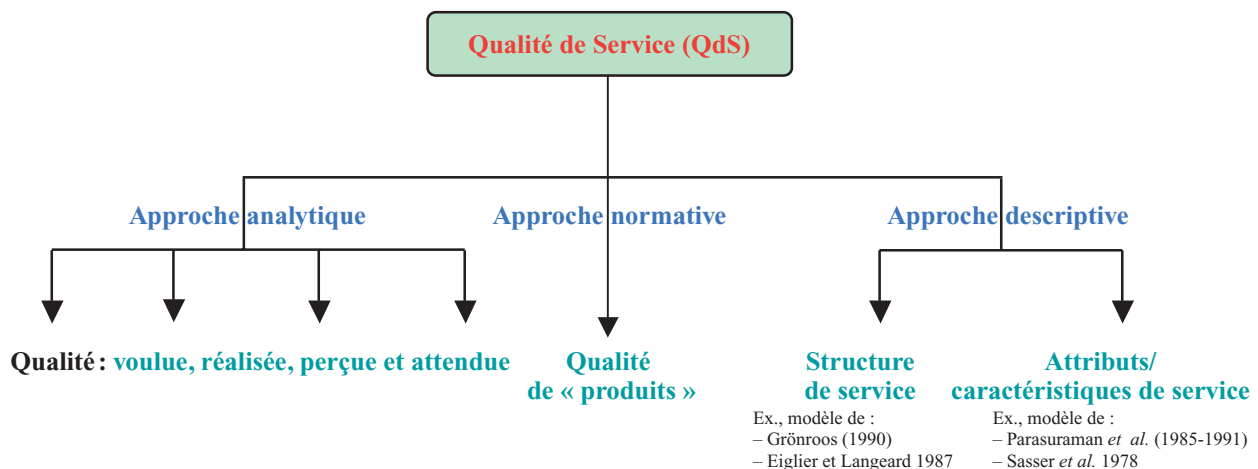 Qualité de Service (QdS)
Approche analytique
Approche normative
Approche descriptive
Qualité : voulue, réalisée, perçue et attendue
Qualité
de « produits »
Structure
de service
Ex., modèle de :
– Grönroos (1990)
– Eiglier et Langeard 1987
Attributs/
caractéristiques de service
Ex., modèle de :
– Parasuraman et al. (1985-1991)
– Sasser et al. 1978